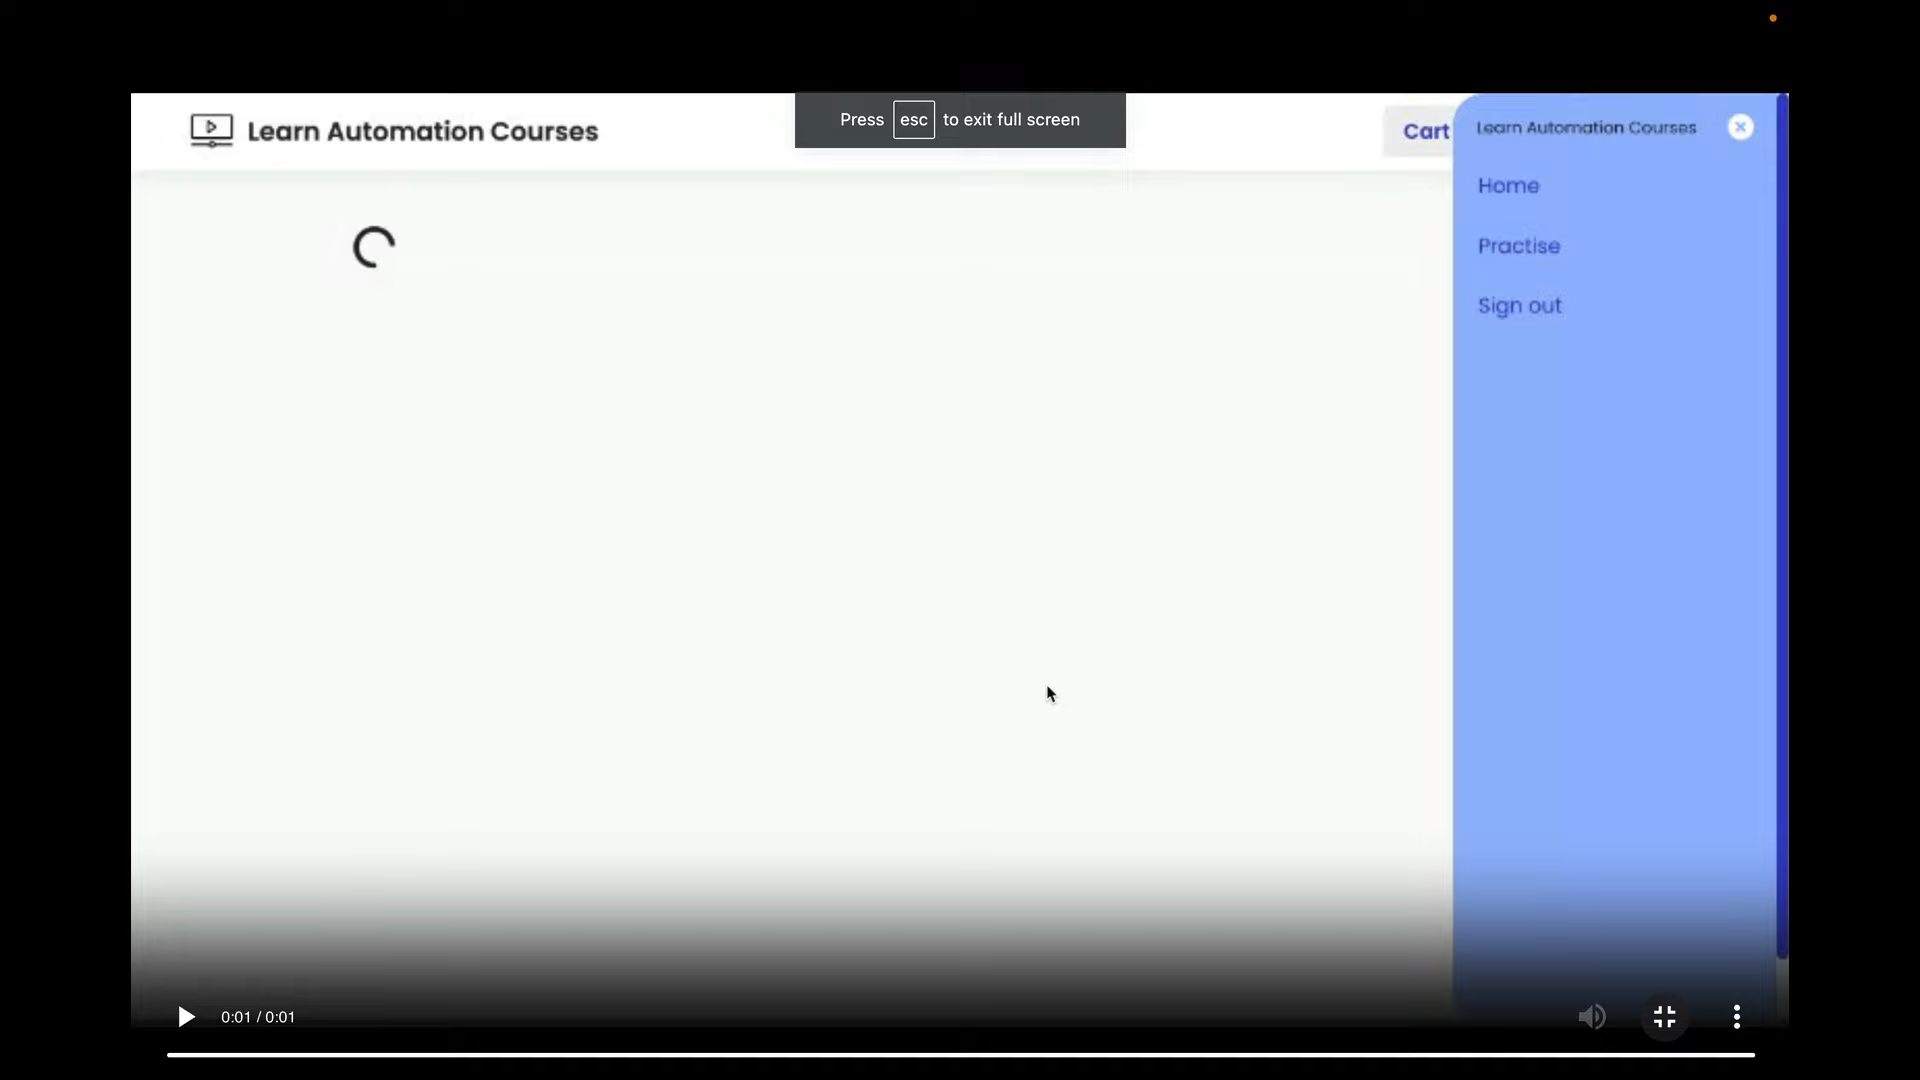 Learn Automation Courses
Press esc to exit full screen
Cart
Learn Automation Courses
Home
Practise
Sign out
0:01 / 0:01